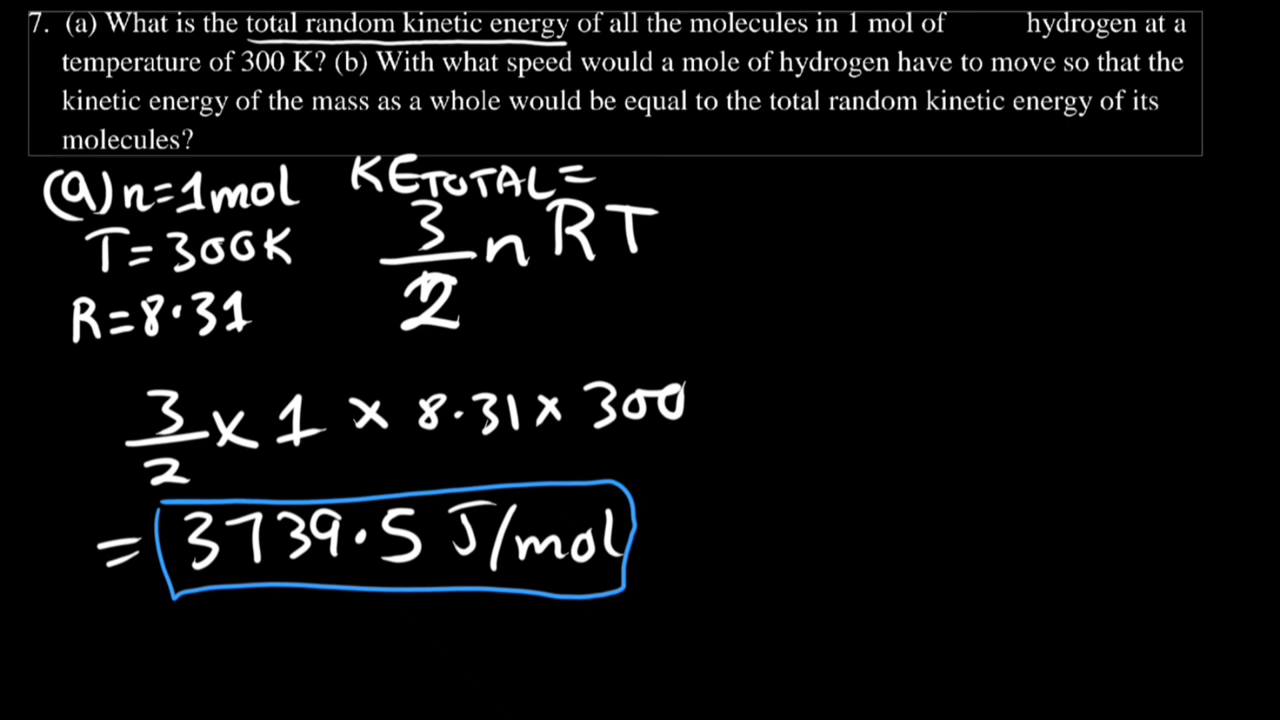 7. (a) What is the total random kinetic energy of all the molecules in 1 mol of hydrogen at a
temperature of 300 K? (b) With what speed would a mole of hydrogen have to move so that the
kinetic energy of the mass as a whole would be equal to the total random kinetic energy of its
molecules?
(a) n=1mol
T=300K
R=8.31
KETOTAL=
3/2 nRT
3/2 × 1 × 8.31 × 300
= 3739.5 J/mol